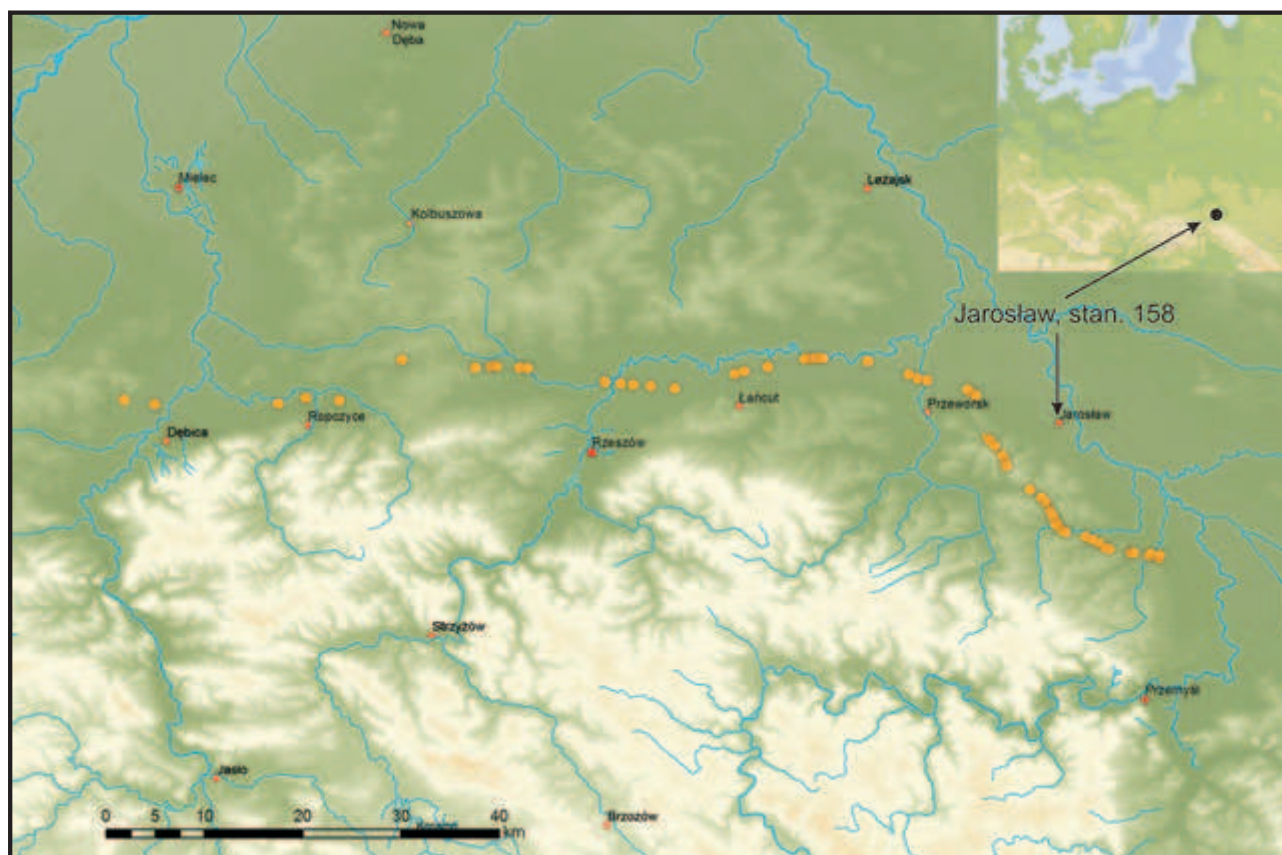 Nowa
Dęba
Mielec
Leżajsk
Kolbuszowa
Jarosław, stan. 158
Łańcut
Przeworsk
Jarosław
Ropczyce
Dębica
Rzeszów
Strzyżów
Przemyśl
Jasło
0 5 10 20 30 40
km
Brzozów